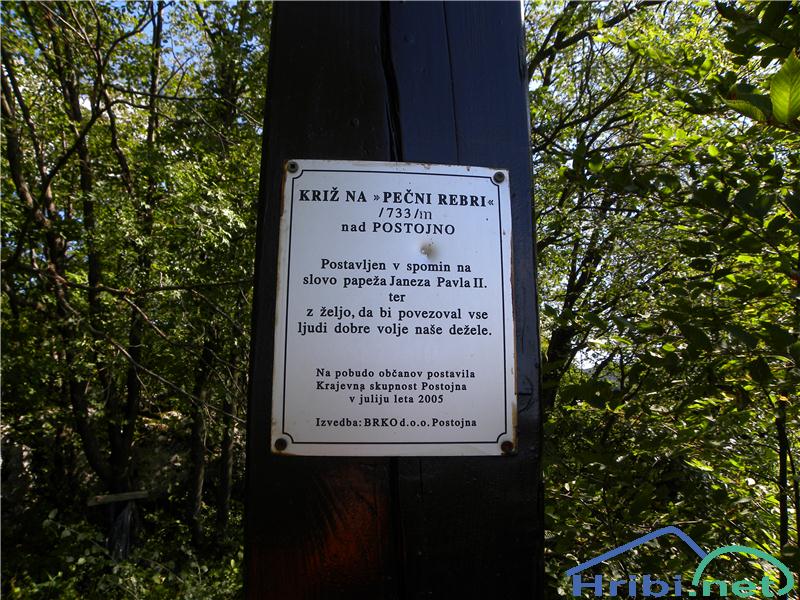 KRIŽ NA »PEČNI REBRI«
/733/m
nad POSTOJNO
Postavljen v spomin na
slovo papeža Janeza Pavla II.
ter
z željo, da bi povezoval vse
ljudi dobre volje naše dežele.
Na pobudo občanov postavila
Krajevna skupnost Postojna
v juliju leta 2005
Izvedba: BRKO d.o.o. Postojna
Hribi.net